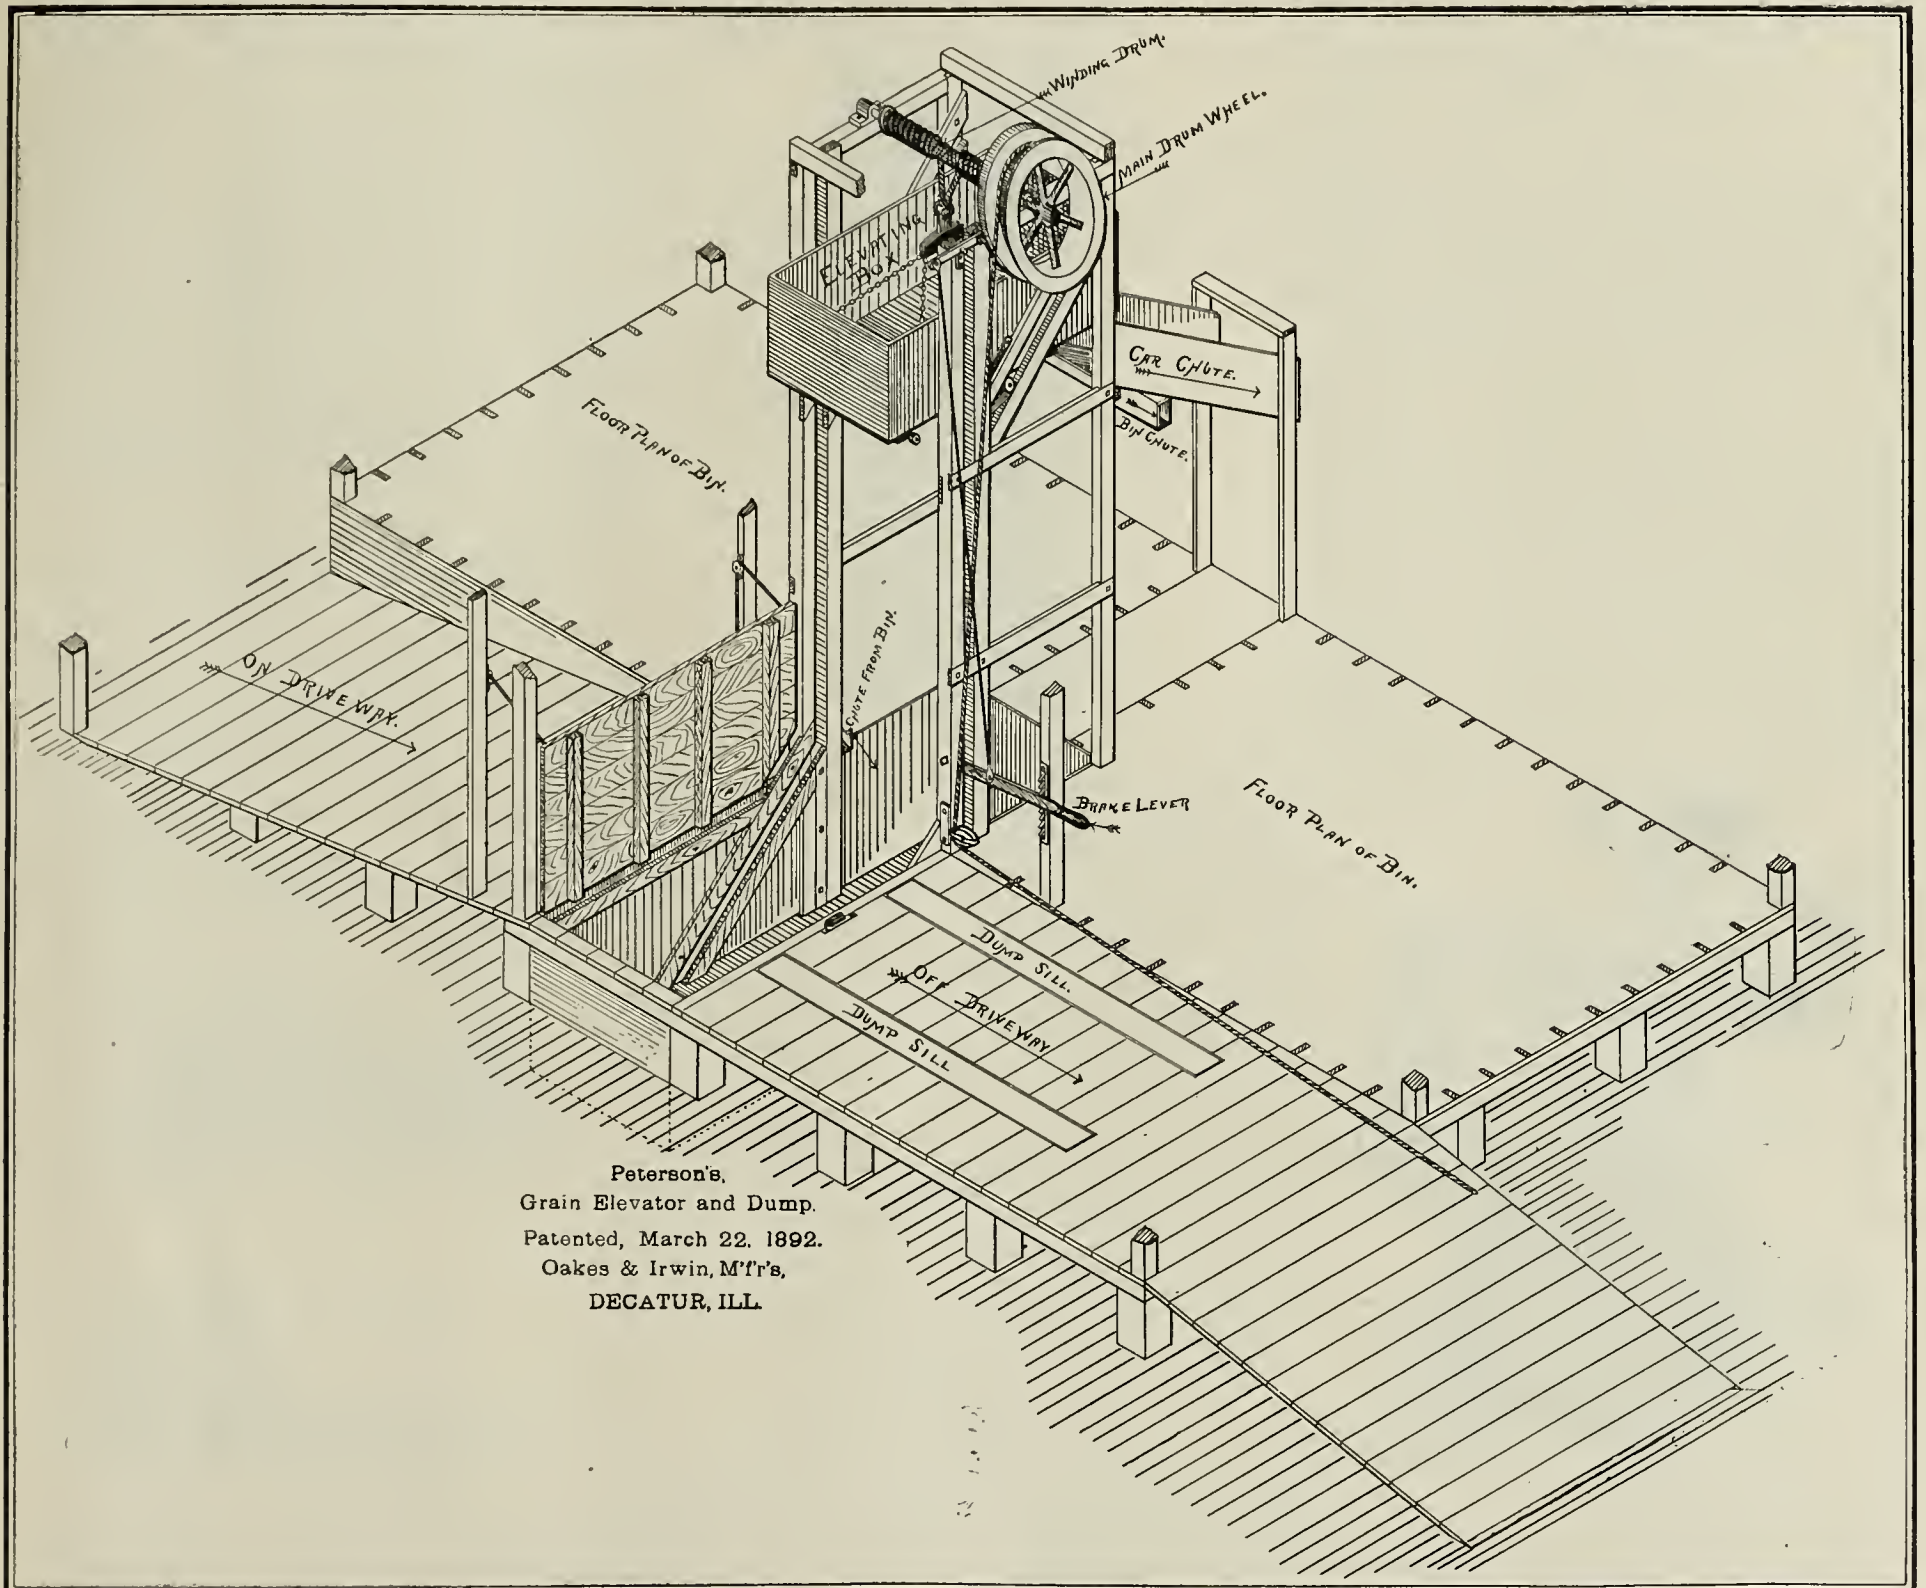 WINDING DRUM.
MAIN DRUM WHEEL.
ELEVATING
BOX
CAR CHUTE.
BIN CHUTE.
FLOOR PLAN OF BIN.
CHUTE FROM BIN.
ON DRIVE WAY.
BRAKE LEVER
FLOOR PLAN OF BIN.
DUMP SILL.
OFF DRIVEWAY
DUMP SILL
Peterson's,
Grain Elevator and Dump.
Patented, March 22, 1892.
Oakes & Irwin, M'f'r's,
DECATUR, ILL.